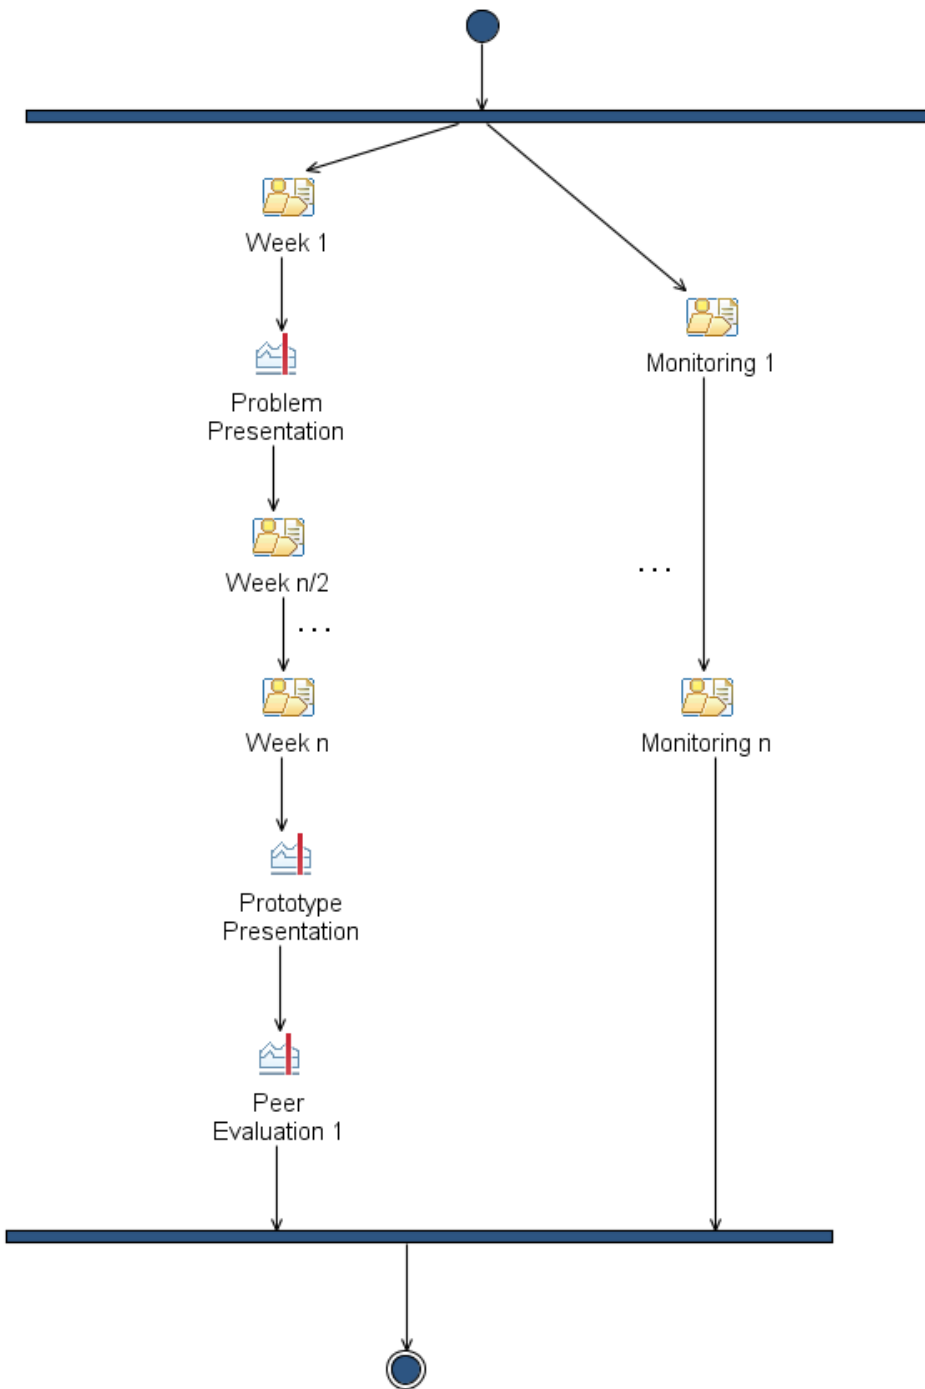 Week 1
Monitoring 1
Problem
Presentation
Week n/2
...
...
Week n
Monitoring n
Prototype
Presentation
Peer
Evaluation 1